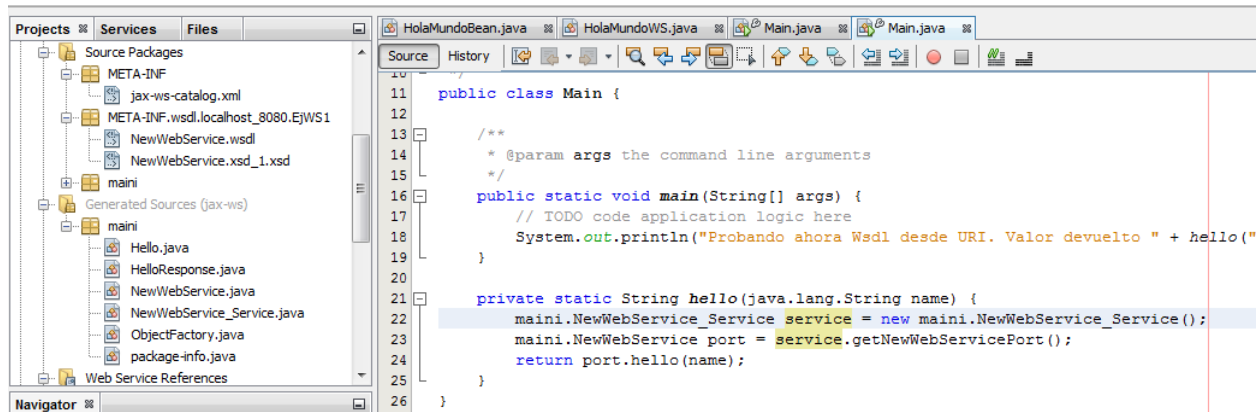 Projects Services Files
Source Packages
META-INF
jax-ws-catalog.xml
META-INF.wsdl.localhost_8080.EjWS1
NewWebService.wsdl
NewWebService.xsd_1.xsd
maini
Generated Sources (jax-ws)
maini
Hello.java
HelloResponse.java
NewWebService.java
NewWebService_Service.java
ObjectFactory.java
package-info.java
Web Service References
Navigator
HolaMundoBean.java HolaMundoWS.java Main.java Main.java
Source History
10 */
11 public class Main {
12
13 /**
14 * @param args the command line arguments
15 */
16 public static void main(String[] args) {
17 // TODO code application logic here
18 System.out.println("Probando ahora Wsdl desde URI. Valor devuelto " + hello("
19 }
20
21 private static String hello(java.lang.String name) {
22 maini.NewWebService_Service service = new maini.NewWebService_Service();
23 maini.NewWebService port = service.getNewWebServicePort();
24 return port.hello(name);
25 }
26 }